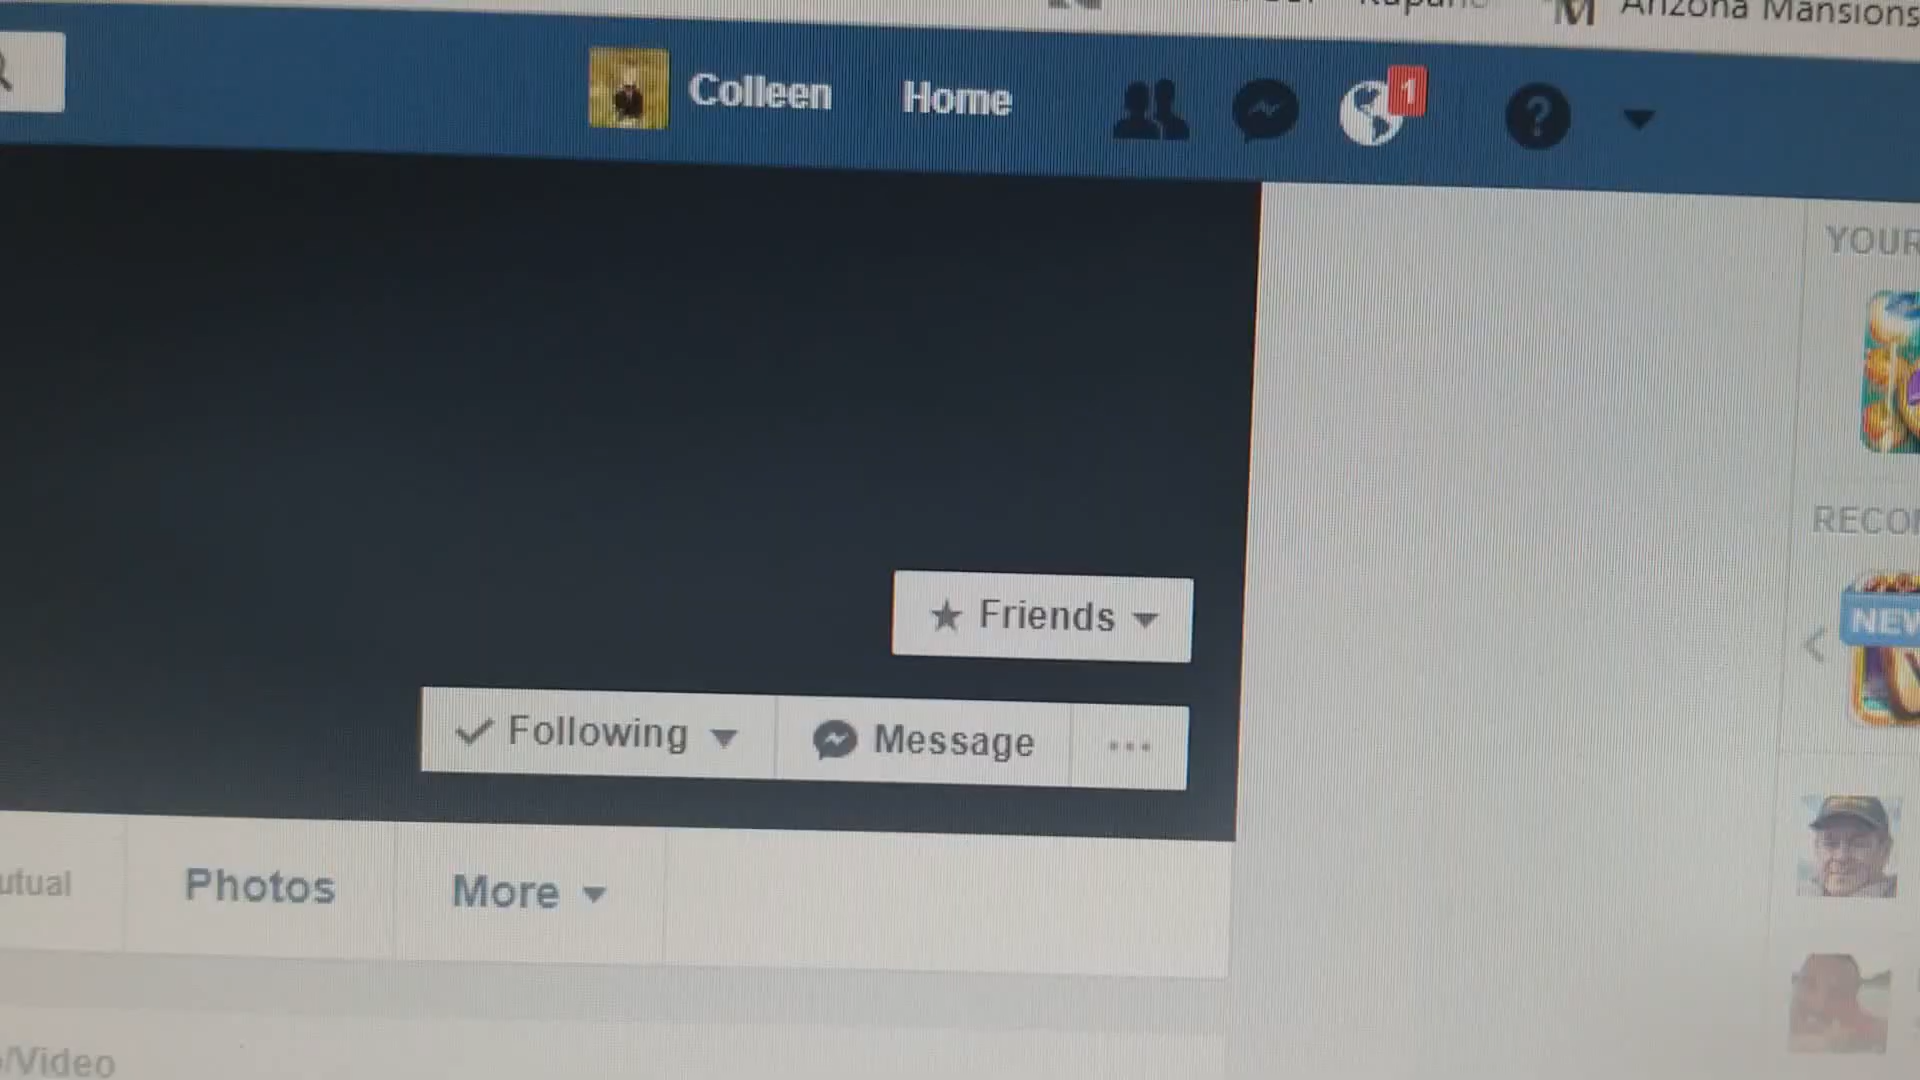 Arizona Mansions
Colleen Home 1 ?
YOUR
Friends
RECO
NEW
Following Message ...
utual Photos More
/Video